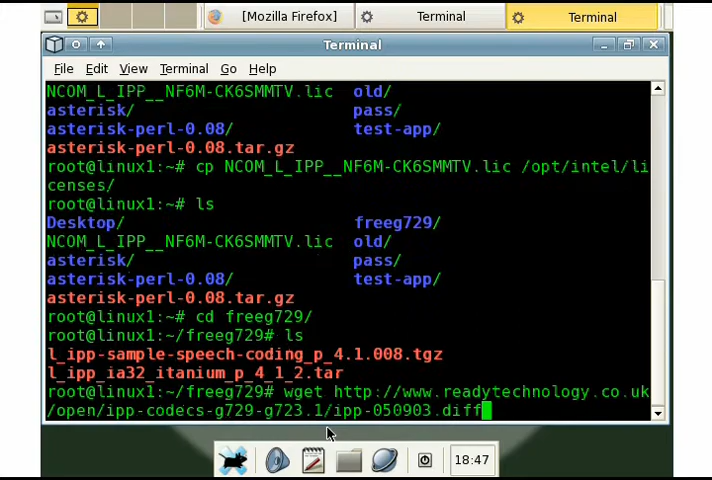 [Mozilla Firefox] Terminal Terminal
Terminal
File Edit View Terminal Go Help
NCOM_L_IPP__NF6M-CK6SMMTV.lic old/
asterisk/ pass/
asterisk-perl-0.08/ test-app/
asterisk-perl-0.08.tar.gz
root@linux1:~# cp NCOM_L_IPP__NF6M-CK6SMMTV.lic /opt/intel/li
censes/
root@linux1:~# ls
Desktop/ freeg729/
NCOM_L_IPP__NF6M-CK6SMMTV.lic old/
asterisk/ pass/
asterisk-perl-0.08/ test-app/
asterisk-perl-0.08.tar.gz
root@linux1:~# cd freeg729/
root@linux1:~/freeg729# ls
l_ipp-sample-speech-coding_p_4.1.008.tgz
l_ipp_ia32_itanium_p_4_1_2.tar
root@linux1:~/freeg729# wget http://www.readytechnology.co.uk
/open/ipp-codecs-g729-g723.1/ipp-050903.diff
18:47